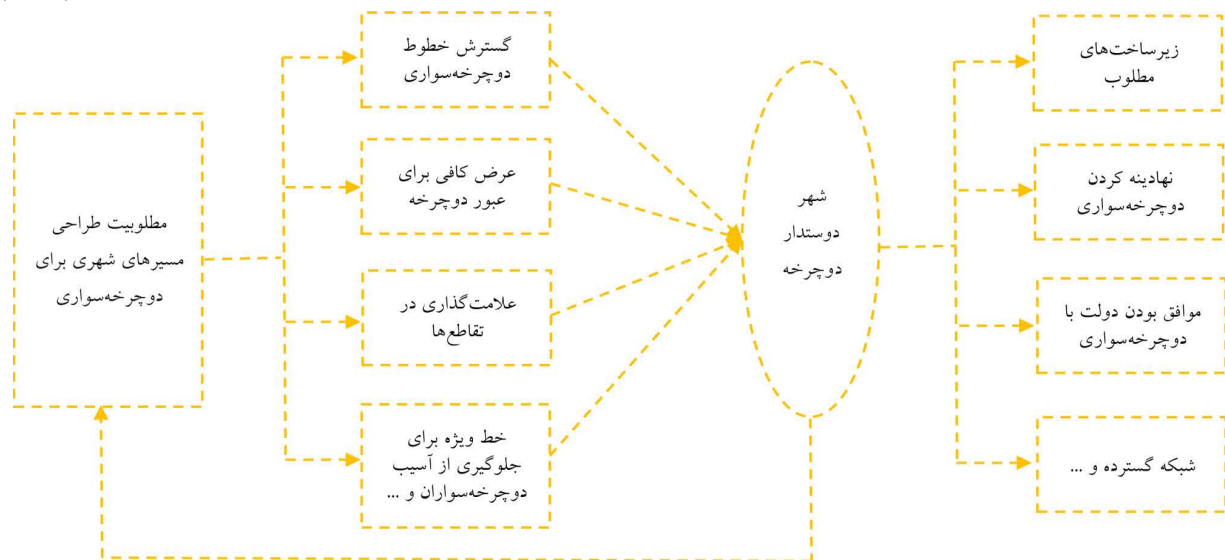 مطلوبیت طراحی
مسیرهای شهری برای
دوچرخه‌سواری
گسترش خطوط
دوچرخه‌سواری
عرض کافی برای
عبور دوچرخه
علامت‌گذاری در
تقاطع‌ها
خط ویژه برای
جلوگیری از آسیب
دوچرخه‌سواران و ...
شهر
دوستدار
دوچرخه
زیرساخت‌های
مطلوب
نهادینه کردن
دوچرخه‌سواری
موافق بودن دولت با
دوچرخه‌سواری
شبکه گسترده و ...